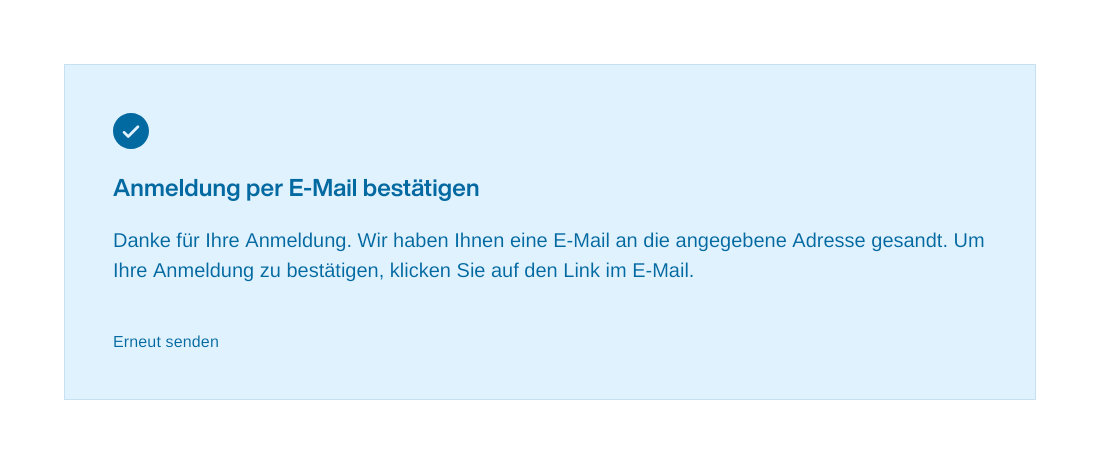 Anmeldung per E-Mail bestätigen
Danke für Ihre Anmeldung. Wir haben Ihnen eine E-Mail an die angegebene Adresse gesandt. Um
Ihre Anmeldung zu bestätigen, klicken Sie auf den Link im E-Mail.
Erneut senden